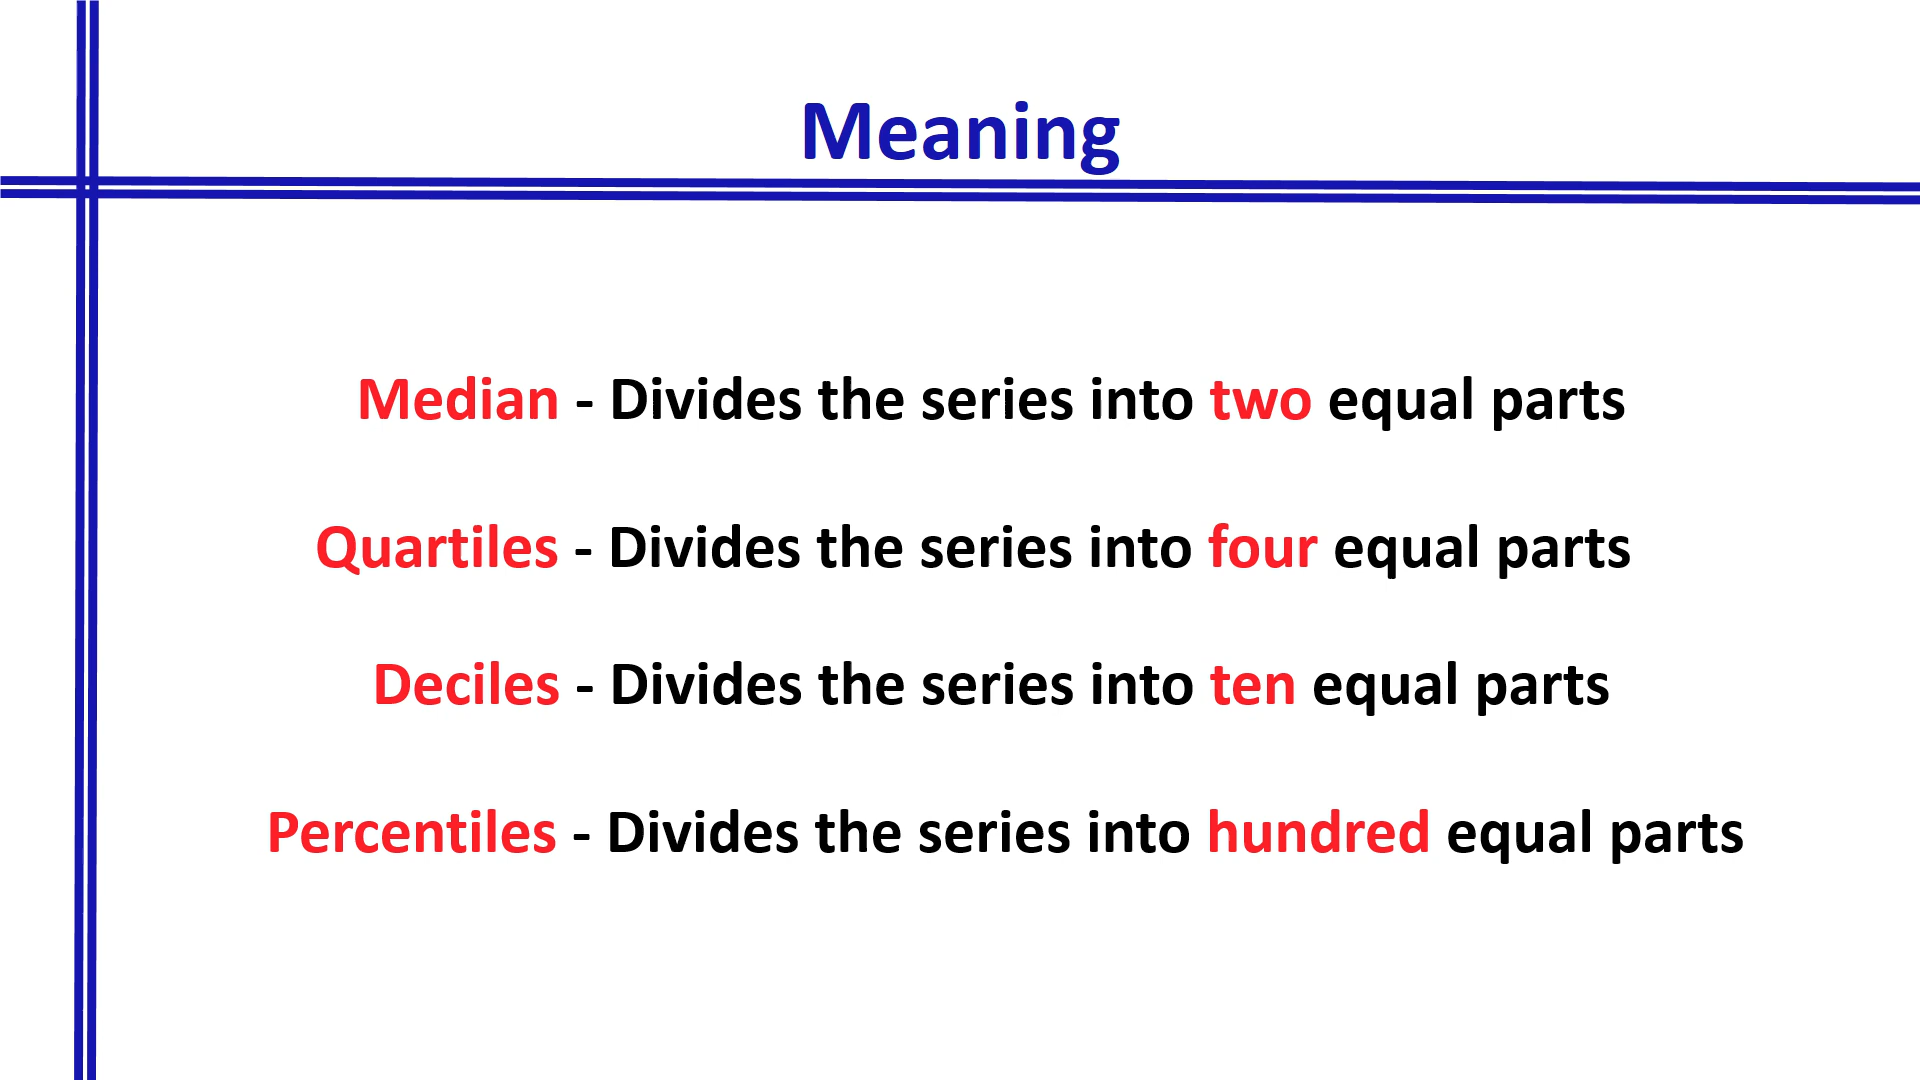 Meaning
Median - Divides the series into two equal parts
Quartiles - Divides the series into four equal parts
Deciles - Divides the series into ten equal parts
Percentiles - Divides the series into hundred equal parts